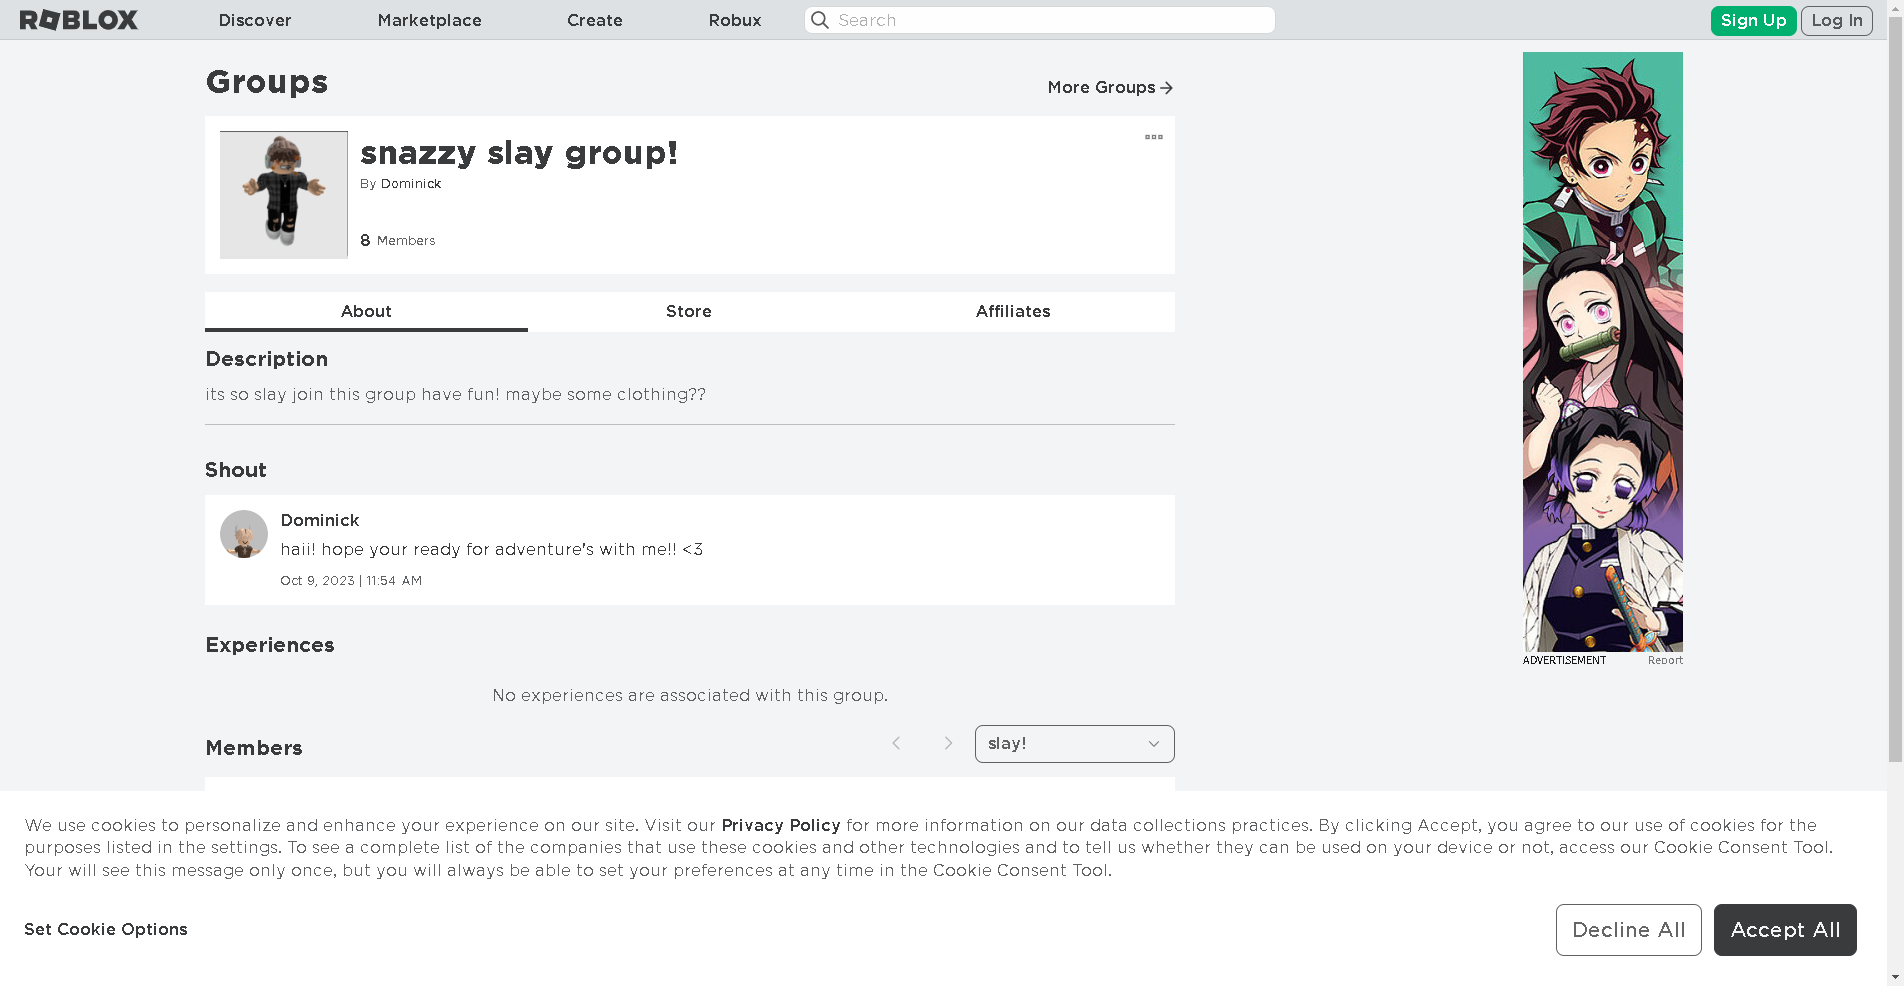 ROBLOX Discover Marketplace Create Robux Search Sign Up Log In
Groups
More Groups
snazzy slay group!
By Dominick
8 Members
About Store Affiliates
Description
its so slay join this group have fun! maybe some clothing??
Shout
Dominick
haii! hope your ready for adventure's with me!! <3
Oct 9, 2023 | 11:54 AM
Experiences
No experiences are associated with this group.
Members
slay!
ADVERTISEMENT Report
We use cookies to personalize and enhance your experience on our site. Visit our Privacy Policy for more information on our data collections practices. By clicking Accept, you agree to our use of cookies for the
purposes listed in the settings. To see a complete list of the companies that use these cookies and other technologies and to tell us whether they can be used on your device or not, access our Cookie Consent Tool.
Your will see this message only once, but you will always be able to set your preferences at any time in the Cookie Consent Tool.
Set Cookie Options
Decline All
Accept All